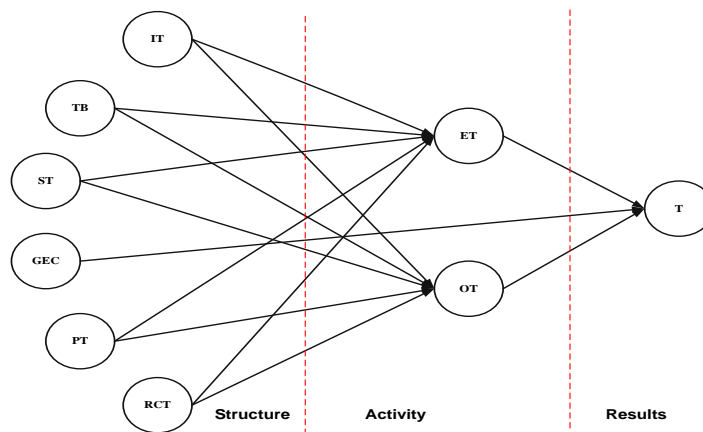 IT
TB
ET
ST
T
GEC
OT
PT
RCT
Structure
Activity
Results